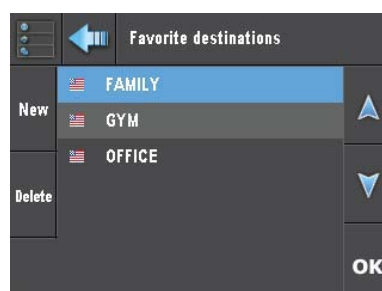 Favorite destinations
FAMILY
New
GYM
OFFICE
Delete
OK